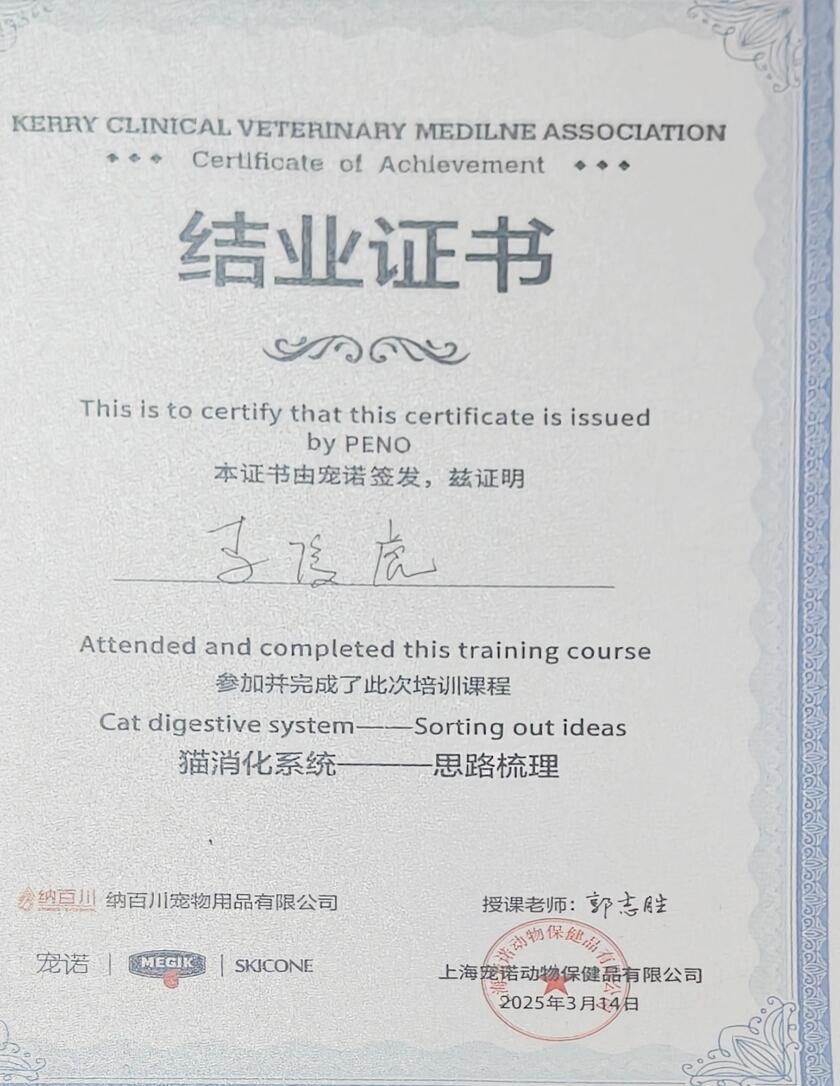 KERRY CLINICAL VETERINARY MEDILNE ASSOCIATION
Certificate of Achievement
结业证书
This is to certify that this certificate is issued
by PENO
本证书由宠诺签发，兹证明
李陵虎
Attended and completed this training course
参加并完成了此次培训课程
Cat digestive system——Sorting out ideas
猫消化系统———思路梳理
纳百川 纳百川宠物用品有限公司
授课老师：郭志胜
宠诺 | MEGIK | SKICONE
上海宠诺动物保健品有限公司
2025年3月14日